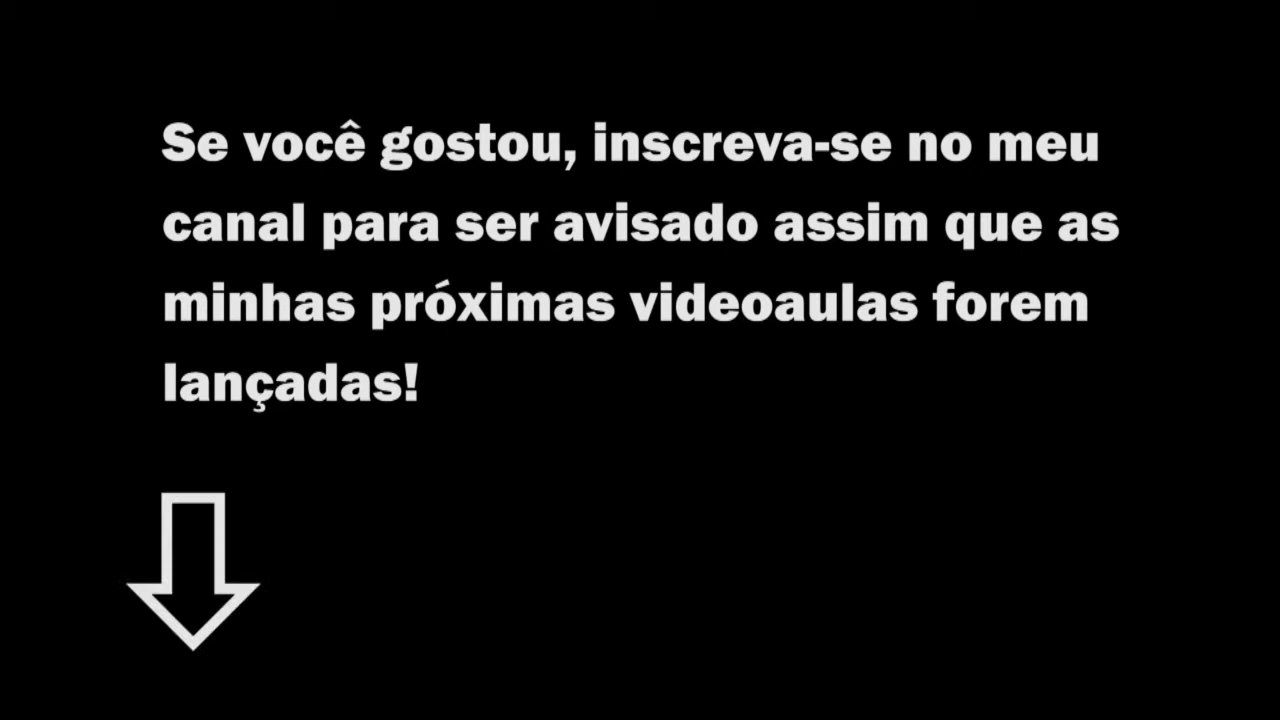 Se você gostou, inscreva-se no meu
canal para ser avisado assim que as
minhas próximas videoaulas forem
lançadas!